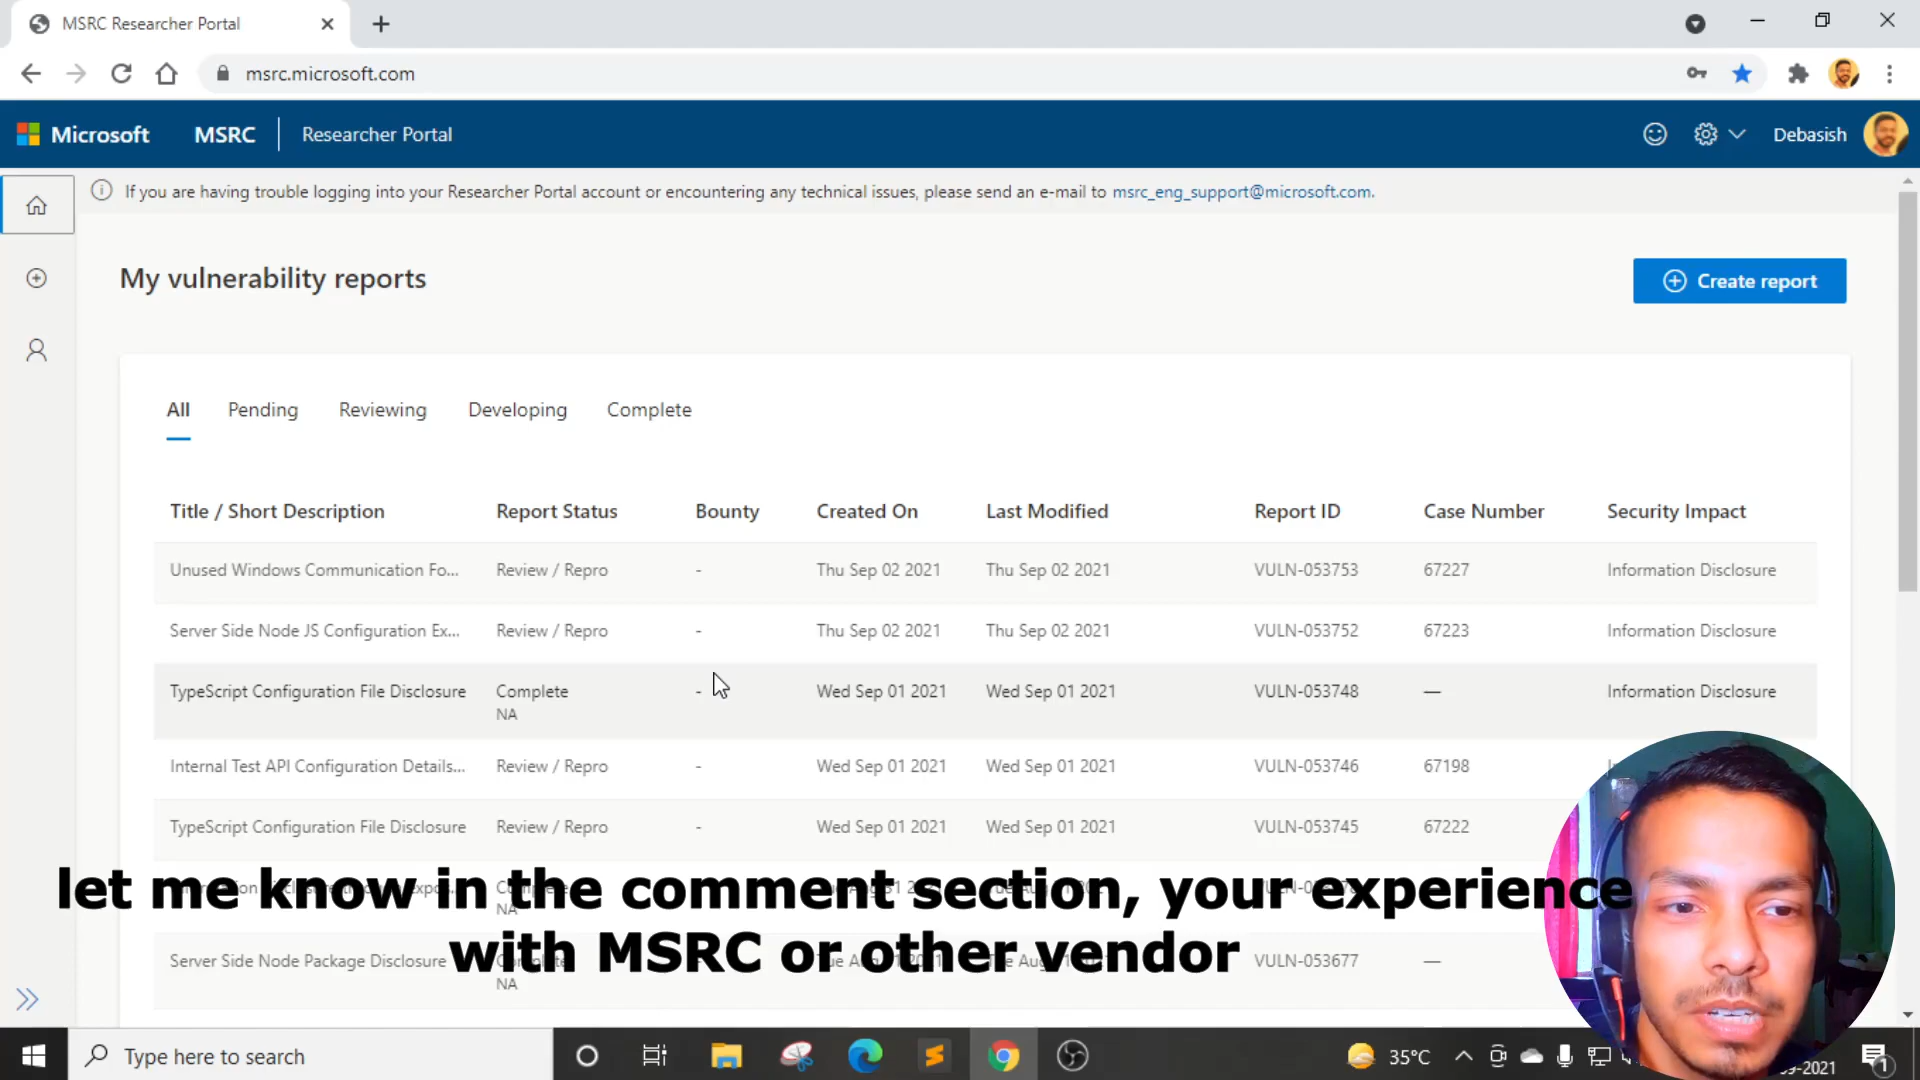 MSRC Researcher Portal
msrc.microsoft.com
Microsoft MSRC Researcher Portal Debasish
If you are having trouble logging into your Researcher Portal account or encountering any technical issues, please send an e-mail to msrc_eng_support@microsoft.com.
My vulnerability reports
Create report
All Pending Reviewing Developing Complete
Title / Short Description Report Status Bounty Created On Last Modified Report ID Case Number Security Impact
Unused Windows Communication Fo... Review / Repro - Thu Sep 02 2021 Thu Sep 02 2021 VULN-053753 67227 Information Disclosure
Server Side Node JS Configuration Ex... Review / Repro - Thu Sep 02 2021 Thu Sep 02 2021 VULN-053752 67223 Information Disclosure
TypeScript Configuration File Disclosure Complete - Wed Sep 01 2021 Wed Sep 01 2021 VULN-053748 — Information Disclosure
NA
Internal Test API Configuration Details... Review / Repro - Wed Sep 01 2021 Wed Sep 01 2021 VULN-053746 67198
TypeScript Configuration File Disclosure Review / Repro - Wed Sep 01 2021 Wed Sep 01 2021 VULN-053745 67222
let me know in the comment section, your experience
NA
with MSRC or other vendor
Server Side Node Package Disclosure VULN-053677 —
NA
Type here to search 35°C
-2021 1